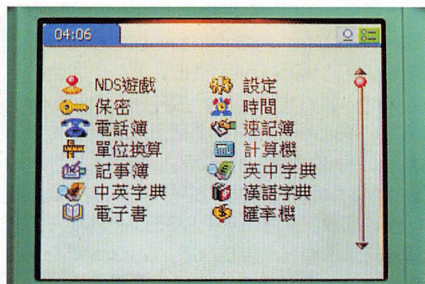 04:06
NDS遊戲 設定
保密 時間
電話簿 速記簿
單位換算 計算機
記事簿 英中字典
中英字典 漢語字典
電子書 匯率機